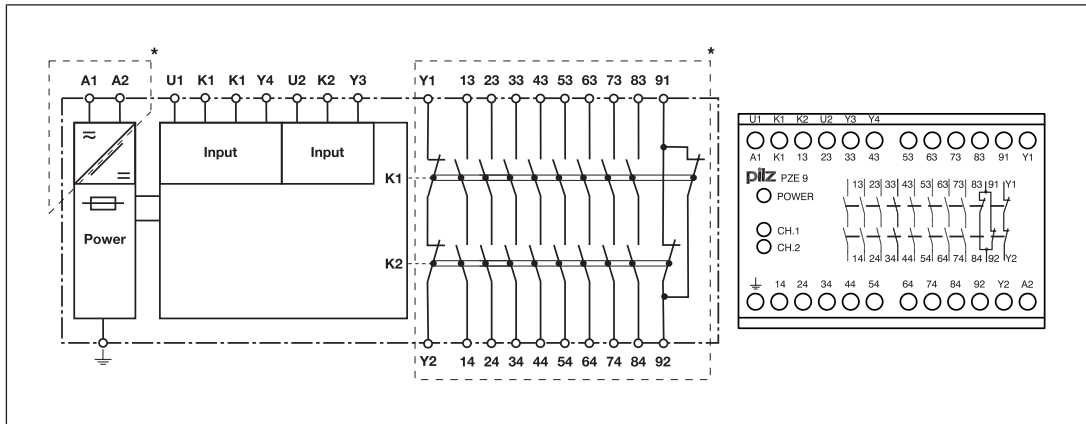 * *
A1 A2 U1 K1 K1 Y4 U2 K2 Y3 Y1 13 23 33 43 53 63 73 83 91
Input Input
K1
Power
K2
Y2 14 24 34 44 54 64 74 84 92
U1 K1 K2 U2 Y3 Y4
A1 K1 13 23 33 43 53 63 73 83 91 Y1
pilz PZE 9
POWER
13 23 33 43 53 63 73 83 91 Y1
CH.1
CH.2
14 24 34 44 54 64 74 84 92 Y2
14 24 34 44 54 64 74 84 92 Y2 A2